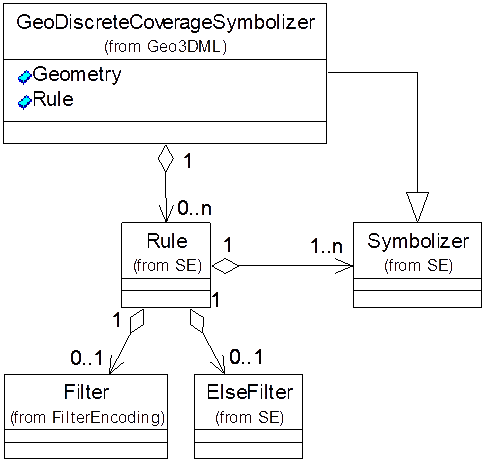 GeoDiscreteCoverageSymbolizer
(from Geo3DML)
Geometry
Rule
1
0..n
Rule
(from SE)
1
1..n
Symbolizer
(from SE)
1
1
0..1
0..1
Filter
(from FilterEncoding)
ElseFilter
(from SE)